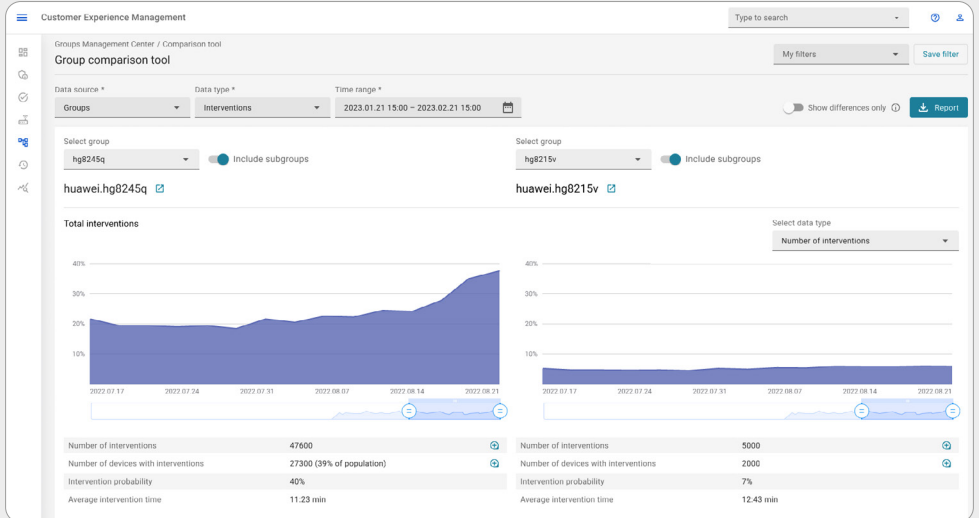 Customer Experience Management
Type to search
Groups Management Center / Comparison tool
Group comparison tool
My filters
Save filter
Data source *
Data type *
Time range *
Groups
Interventions
2023.01.21 15:00 – 2023.02.21 15:00
Show differences only
Report
Select group
Select group
hg8245q
Include subgroups
hg8215v
Include subgroups
huawei.hg8245q
huawei.hg8215v
Total interventions
Select data type
Number of interventions
40%
30%
20%
10%
2022.07.17 2022.07.24 2022.07.31 2022.08.07 2022.08.14 2022.08.21
40%
30%
20%
10%
2022.07.17 2022.07.24 2022.07.31 2022.08.07 2022.08.14 2022.08.21
Number of interventions 47600
Number of devices with interventions 27300 (39% of population)
Intervention probability 40%
Average intervention time 11:23 min
Number of interventions 5000
Number of devices with interventions 2000
Intervention probability 7%
Average intervention time 12:43 min